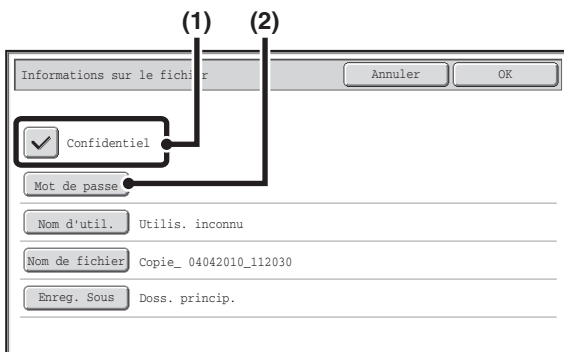 (1) (2)
Informations sur le fichier Annuler OK
Confidentiel
Mot de passe
Nom d'util. Utilis. inconnu
Nom de fichier Copie_ 04042010_112030
Enreg. Sous Doss. princip.